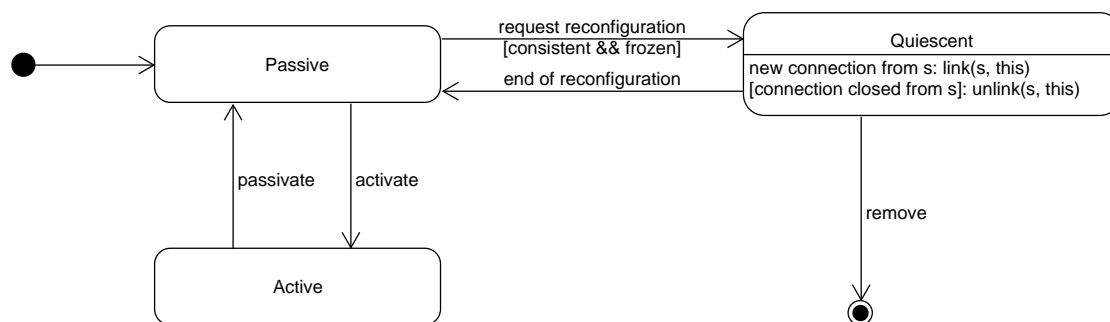 request reconfiguration
[consistent && frozen]
Passive
end of reconfiguration
Quiescent
new connection from s: link(s, this)
[connection closed from s]: unlink(s, this)
passivate
activate
remove
Active